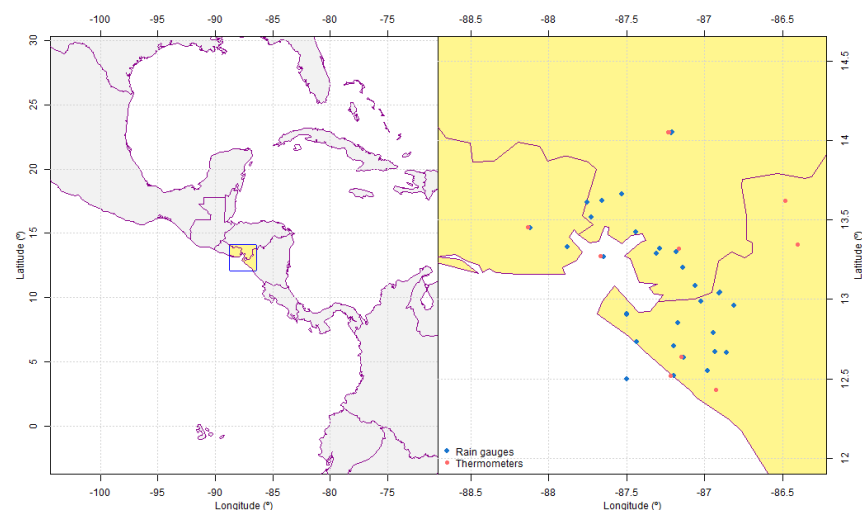 -100 -95 -90 -85 -80 -75
-88.5 -88 -87.5 -87 -86.5
30
25
20
15
10
5
0
Latitude (º)
14.5
14
13.5
13
12.5
12
Latitude (º)
Rain gauges
Thermometers
-100 -95 -90 -85 -80 -75
-88.5 -88 -87.5 -87 -86.5
Longitude (º)
Longitude (º)